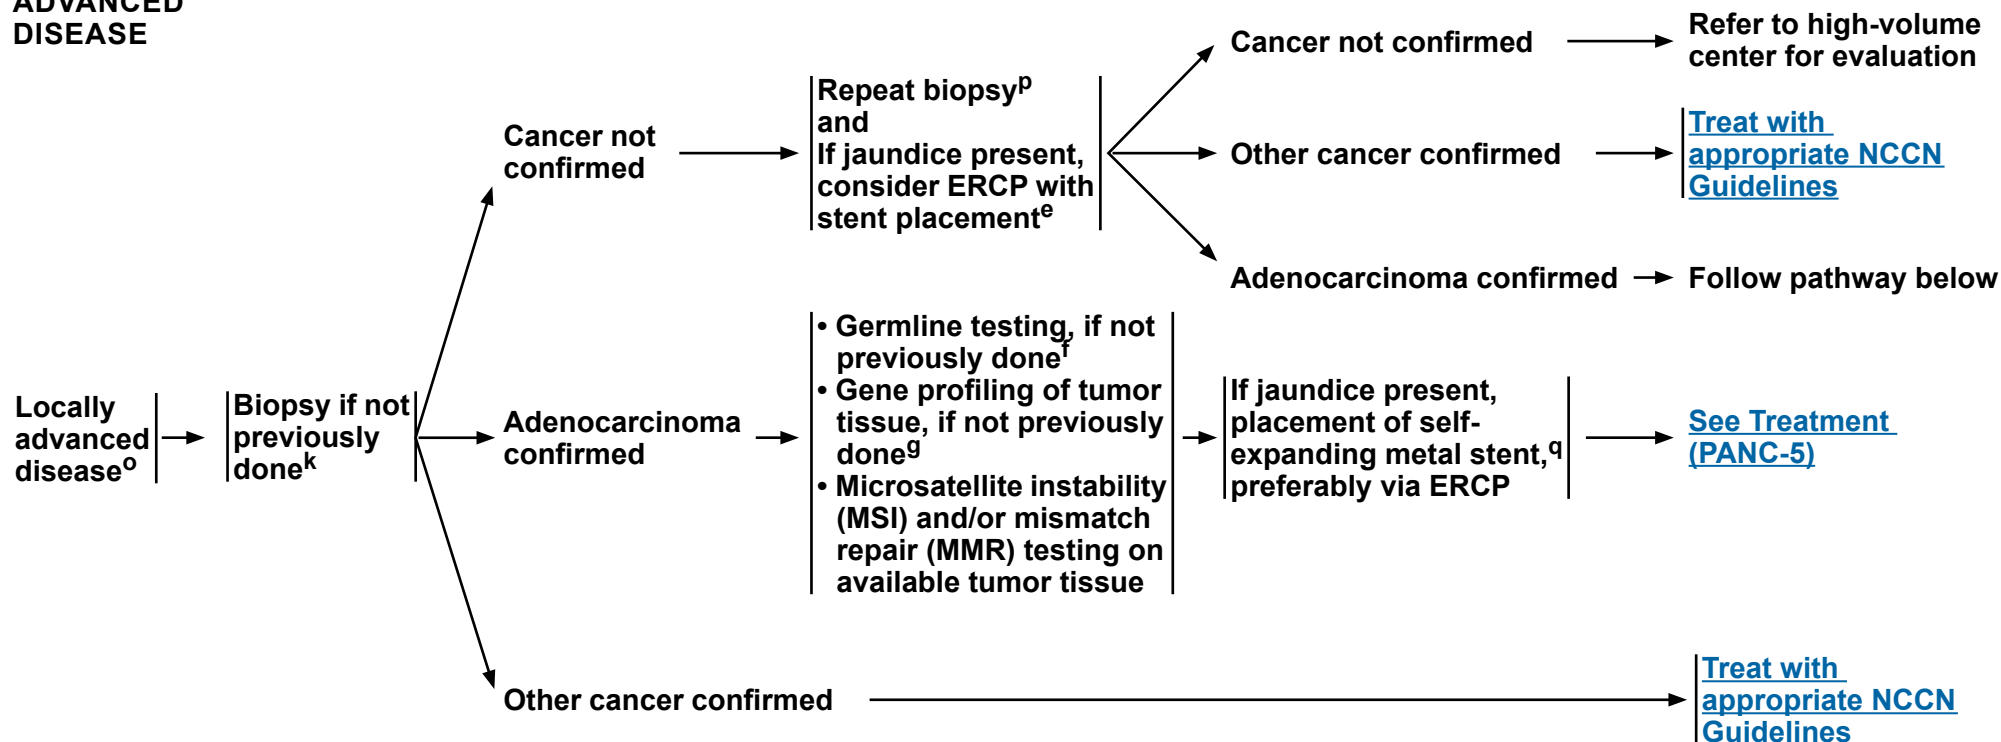 ADVANCED
DISEASE
Cancer not confirmed
Refer to high-volume
center for evaluation
Repeat biopsyᵖ
and
If jaundice present,
consider ERCP with
stent placementᵉ
Cancer not
confirmed
Other cancer confirmed
Treat with
appropriate NCCN
Guidelines
Adenocarcinoma confirmed
Follow pathway below
Locally
advanced
diseaseᵒ
Biopsy if not
previously
doneᵏ
Adenocarcinoma
confirmed
• Germline testing, if not
previously doneᶠ
• Gene profiling of tumor
tissue, if not previously
doneᵍ
• Microsatellite instability
(MSI) and/or mismatch
repair (MMR) testing on
available tumor tissue
If jaundice present,
placement of self-
expanding metal stent,q
preferably via ERCP
See Treatment
(PANC-5)
Other cancer confirmed
Treat with
appropriate NCCN
Guidelines